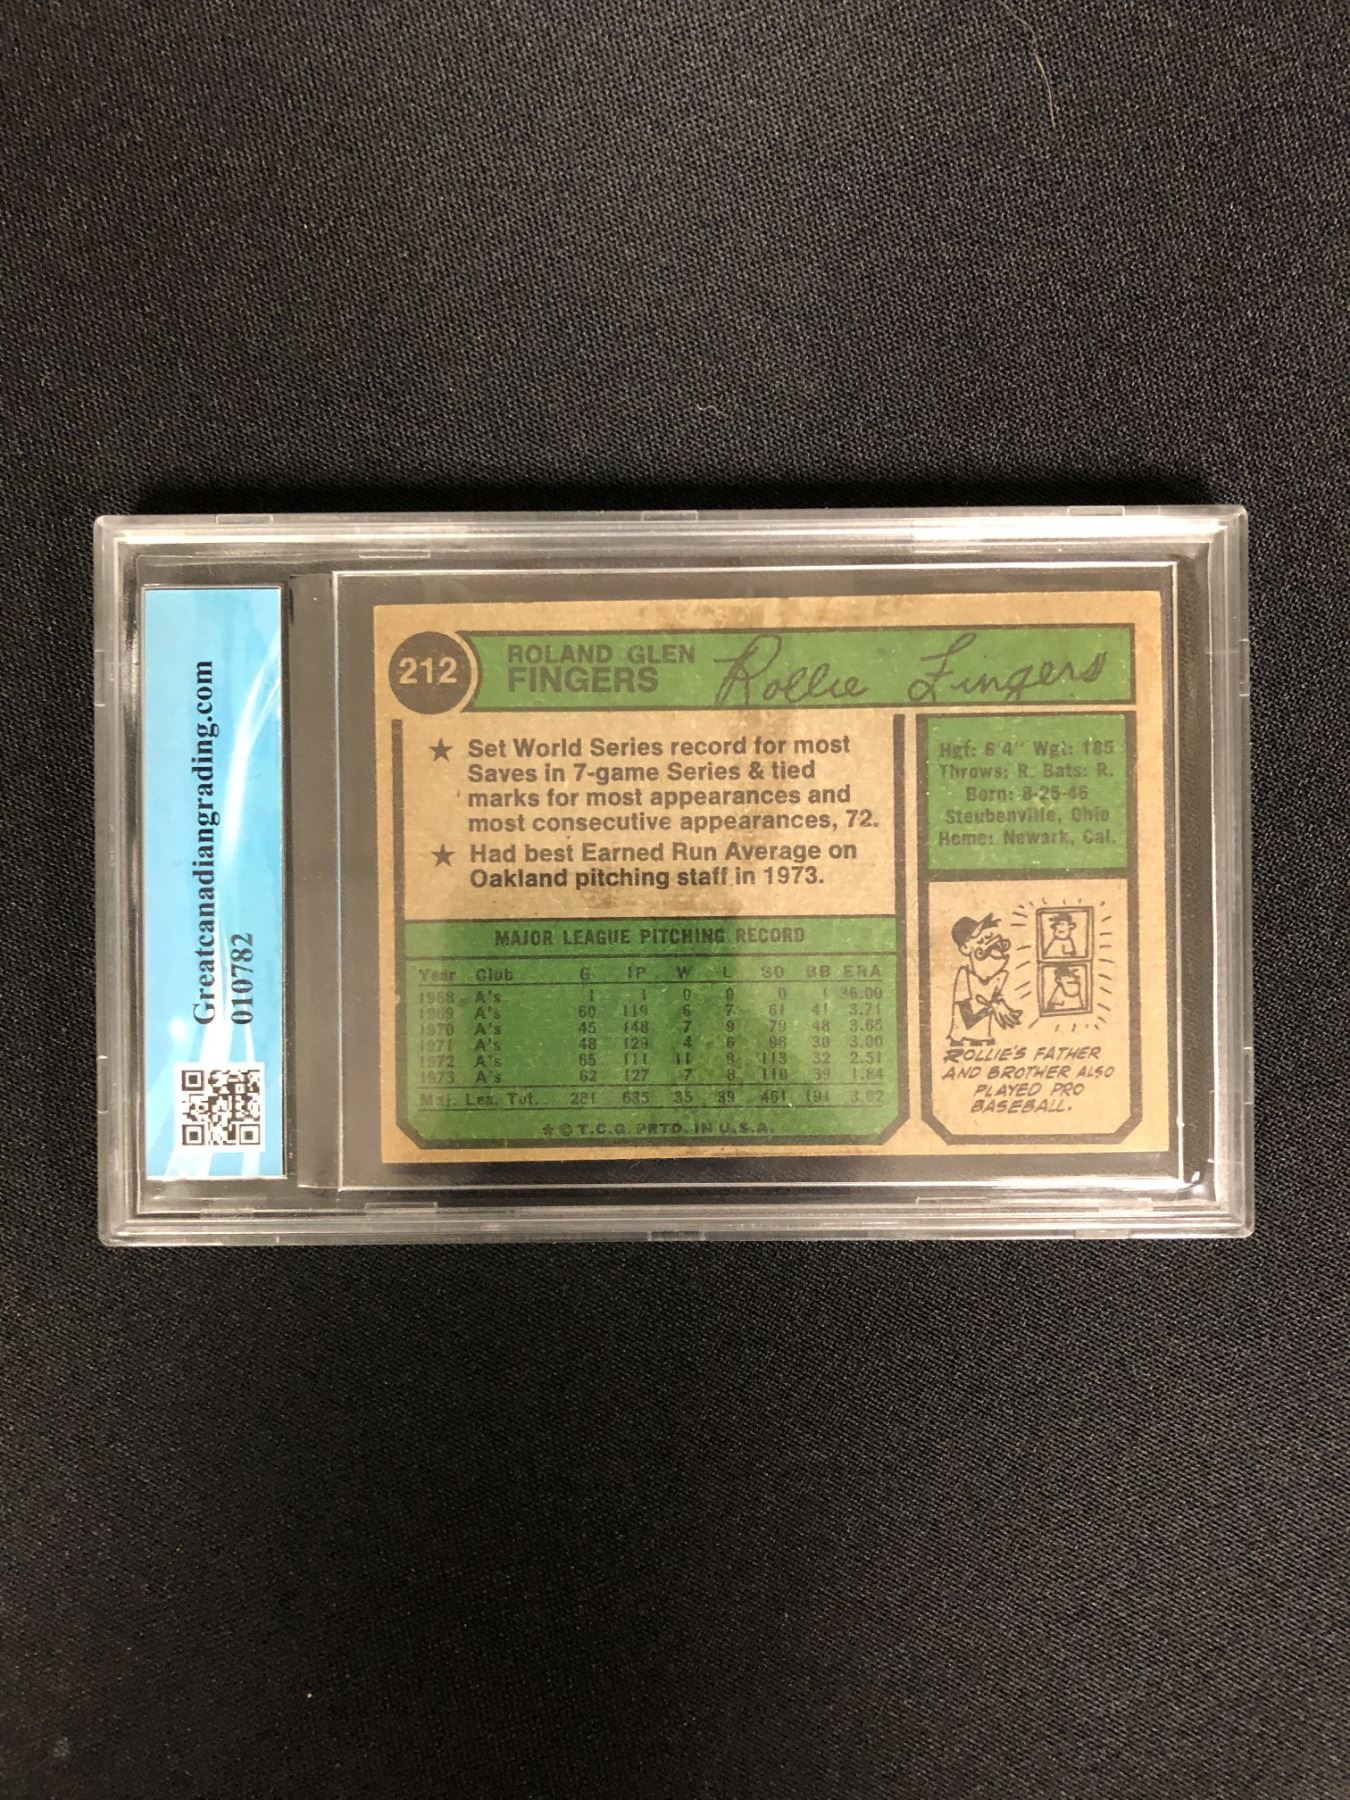 Greatcanadiangrading.com
010782
212
ROLAND GLEN
FINGERS
Rollie Fingers
★ Set World Series record for most
Saves in 7-game Series & tied
marks for most appearances and
most consecutive appearances, 72.
★ Had best Earned Run Average on
Oakland pitching staff in 1973.
Hgt: 6'4" Wgt: 185
Throws: R. Bats: R.
Born: 8-25-46
Steubenville, Ohio
Home: Newark, Cal.
MAJOR LEAGUE PITCHING RECORD
Year Club G IP W L SO BB ERA
1968 A's 1 1 0 0 0 1 36.00
1969 A's 60 119 6 7 61 41 3.71
1970 A's 45 148 7 9 79 48 3.65
1971 A's 48 129 4 6 98 30 3.00
1972 A's 65 111 11 9 113 32 2.51
1973 A's 62 127 7 8 110 39 1.84
Maj. Lea. Tot. 281 635 35 39 461 191 3.02
★ © T.C.G. PRTD. IN U.S.A.
ROLLIE'S FATHER
AND BROTHER ALSO
PLAYED PRO
BASEBALL.